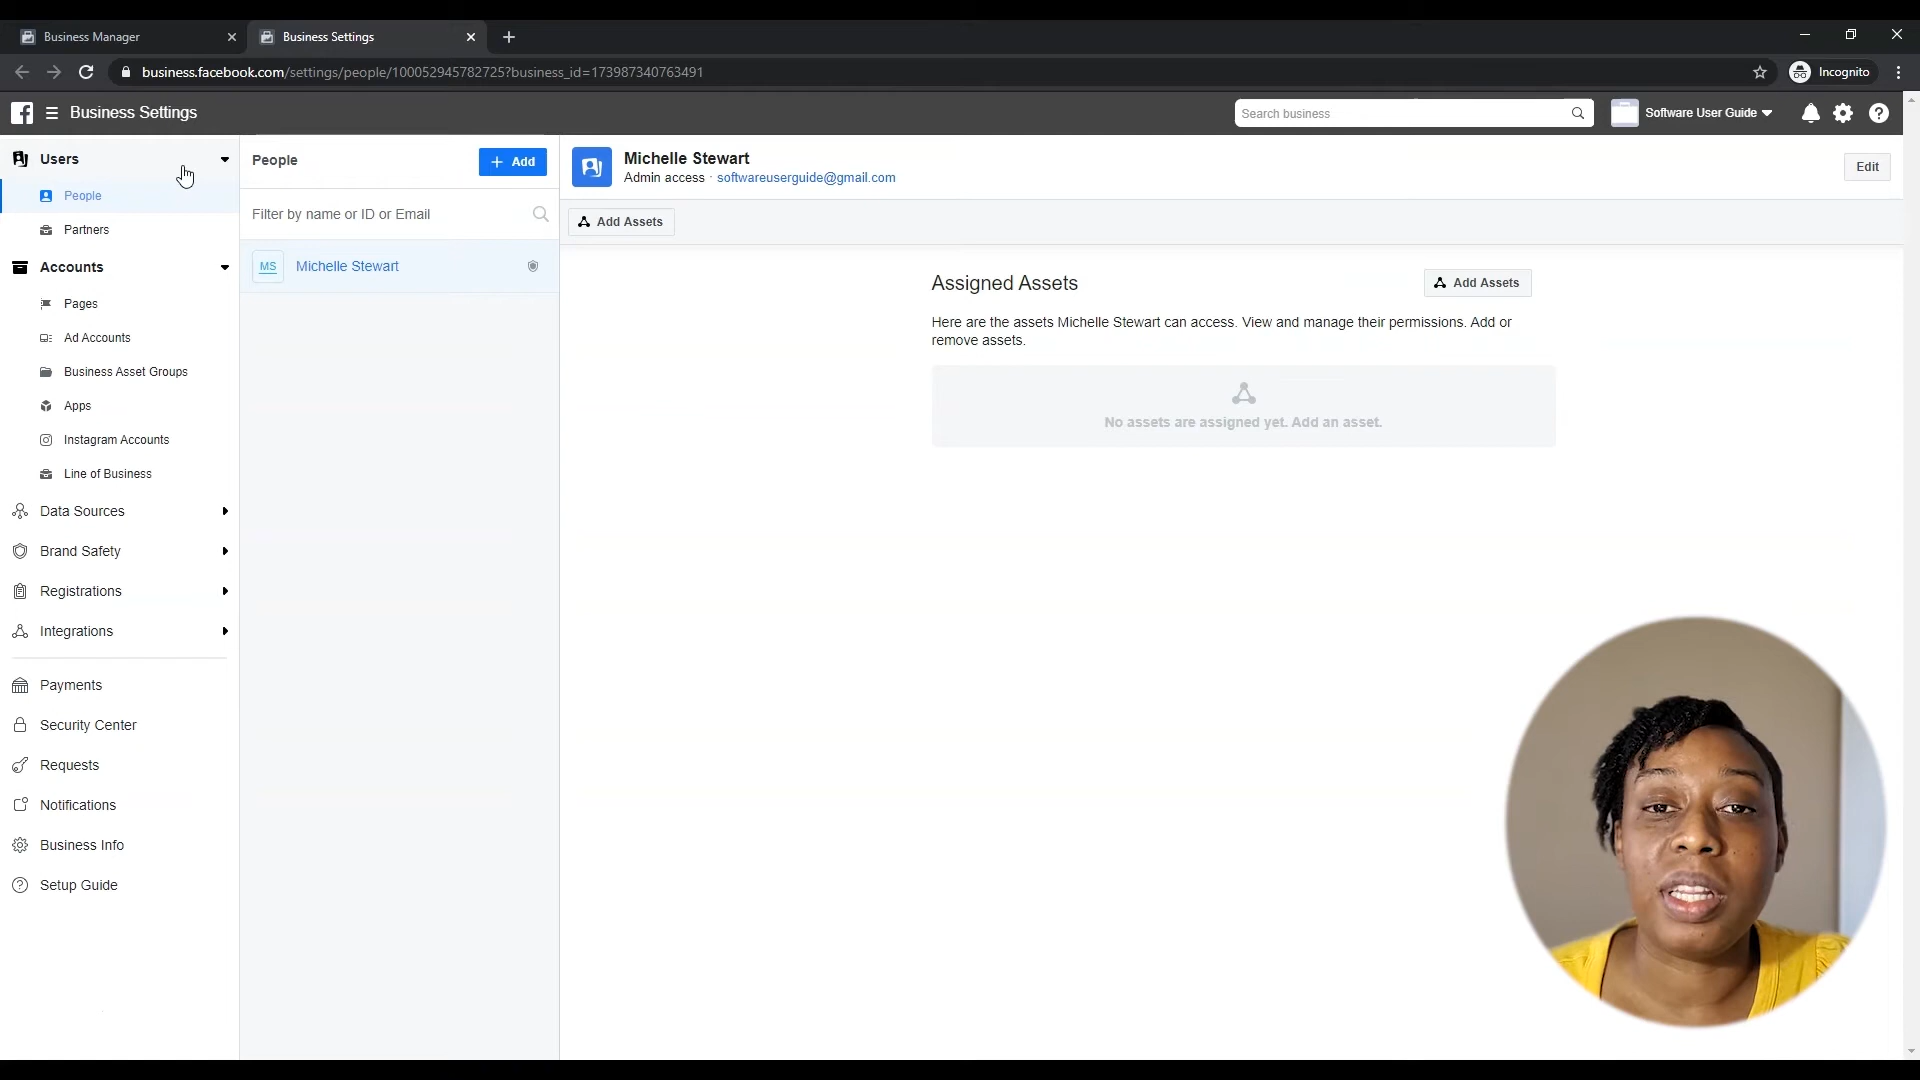 Business Manager
Business Settings
business.facebook.com/settings/people/100052945782725?business_id=173987340763491
Incognito
Business Settings
Search business
Software User Guide
Users
People
Partners
Accounts
Pages
Ad Accounts
Business Asset Groups
Apps
Instagram Accounts
Line of Business
Data Sources
Brand Safety
Registrations
Integrations
Payments
Security Center
Requests
Notifications
Business Info
Setup Guide
People
+ Add
Filter by name or ID or Email
MS Michelle Stewart
Michelle Stewart
Admin access · softwareuserguide@gmail.com
Edit
Add Assets
Assigned Assets
Add Assets
Here are the assets Michelle Stewart can access. View and manage their permissions. Add or
remove assets.
No assets are assigned yet. Add an asset.